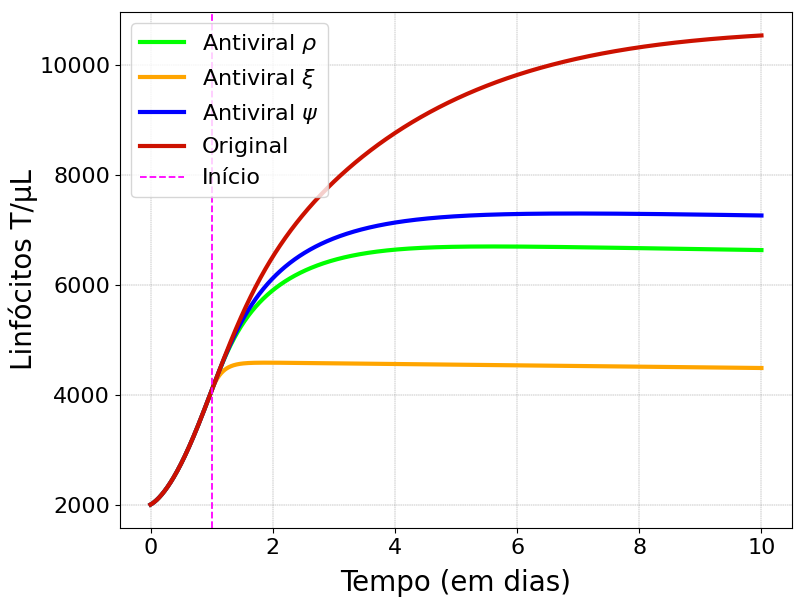 Antiviral ρ
Antiviral ξ
Antiviral ψ
Original
Início
10000
8000
6000
4000
2000
Linfócitos T/μL
0 2 4 6 8 10
Tempo (em dias)